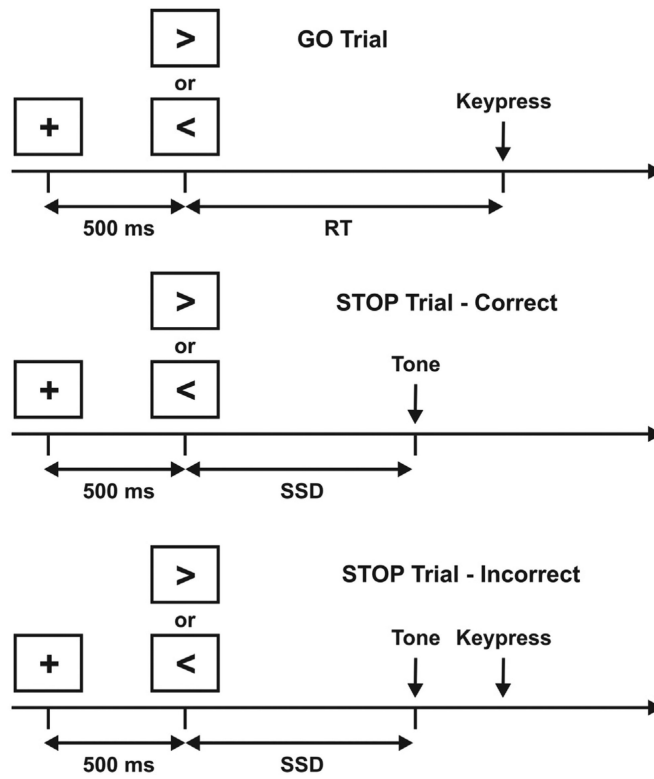 >
GO Trial
or
Keypress
+
<
500 ms
RT
>
STOP Trial - Correct
or
Tone
+
<
500 ms
SSD
>
STOP Trial - Incorrect
or
Tone Keypress
+
<
500 ms
SSD